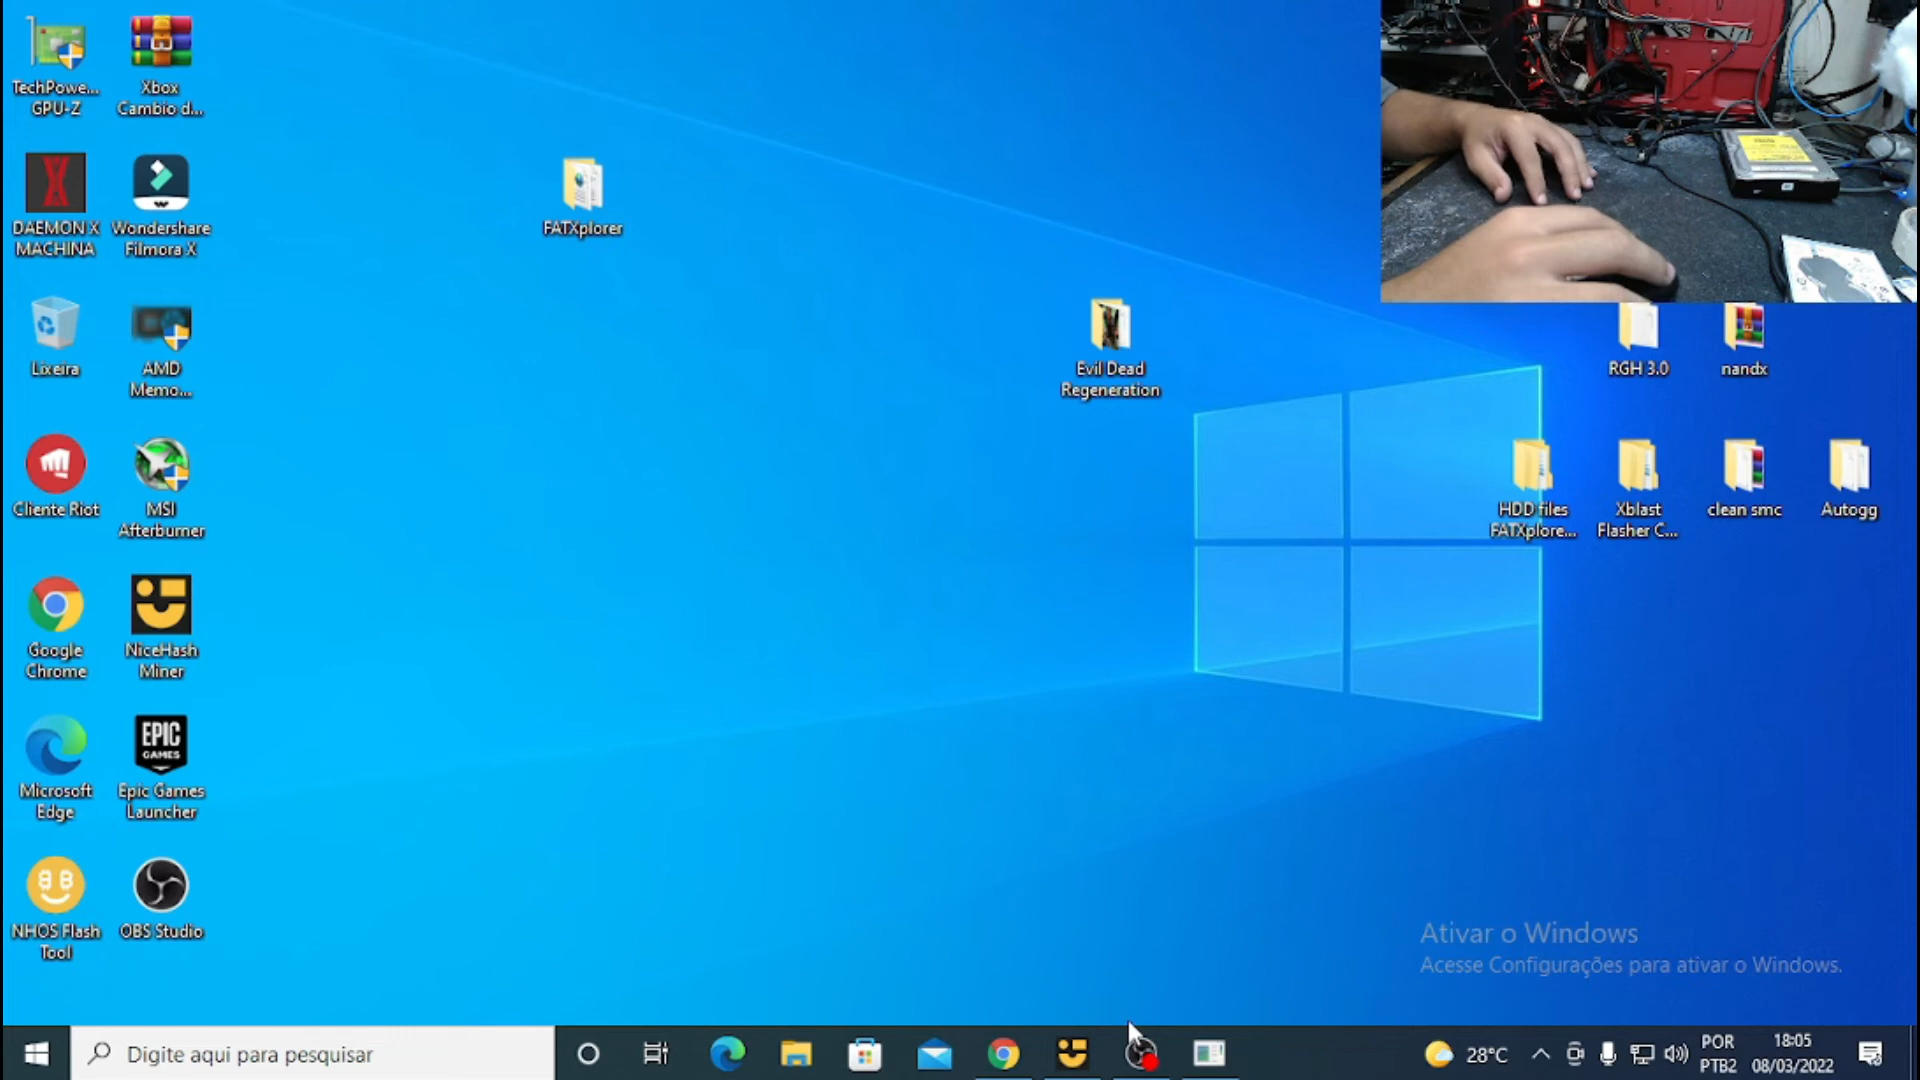 TechPowe...
GPU-Z
Xbox
Cambio d...
DAEMON X
MACHINA
Wondershare
Filmora X
FATXplorer
Lixeira
AMD
Memo...
Evil Dead
Regeneration
RGH 3.0
nandx
Cliente Riot
MSI
Afterburner
HDD files
FATXplore...
Xblast
Flasher C...
clean smc
Autogg
Google
Chrome
NiceHash
Miner
EPIC
GAMES
Microsoft
Edge
Epic Games
Launcher
NHOS Flash
Tool
OBS Studio
Ativar o Windows
Acesse Configurações para ativar o Windows.
Digite aqui para pesquisar
28°C
POR
PTB2
18:05
08/03/2022